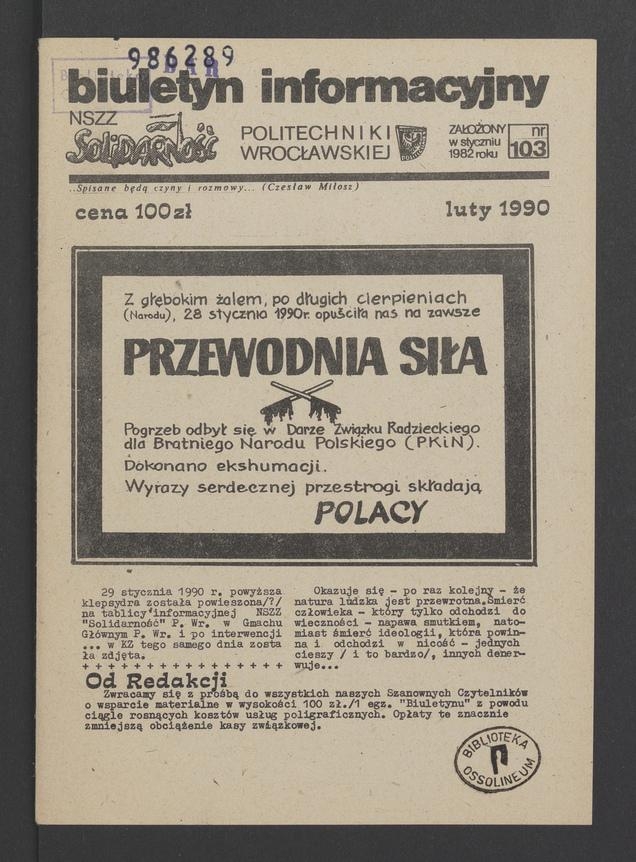 986289
biuletyn informacyjny
NSZZ
SOLIDARNOŚĆ
POLITECHNIKI
WROCŁAWSKIEJ
ZAŁOŻONY
w styczniu
1982 roku
nr
103
..Spisane będą czyny i rozmowy... (Czesław Miłosz)
cena 100zł
luty 1990
Z głębokim żalem, po długich cierpieniach
(Narodu), 28 stycznia 1990r. opuściła nas na zawsze
PRZEWODNIA SIŁA
Pogrzeb odbył się w Darze Związku Radzieckiego
dla Bratniego Narodu Polskiego (PKiN).
Dokonano ekshumacji.
Wyrazy serdecznej przestrogi składają
POLACY
29 stycznia 1990 r. powyższa
klepsydra została powieszona/?/
na tablicy informacyjnej NSZZ
"Solidarność" P. Wr. w Gmachu
Głównym P. Wr. i po interwencji
... w KZ tego samego dnia zosta
ła zdjęta.
+ + + + + + + + + + + + + + + +
Okazuje się - po raz kolejny - że
natura ludzka jest przewrotna.Śmierć
człowieka - który tylko odchodzi do
wieczności - napawa smutkiem, nato-
miast śmierć ideologii, która powin-
na i odchodzi w nicość - jednych
cieszy / i to bardzo/, innych dener-
wuje...
Od Redakcji
Zwracamy się z prośbą do wszystkich naszych Szanownych Czytelników
o wsparcie materialne w wysokości 100 zł./1 egz. "Biuletynu" z powodu
ciągle rosnących kosztów usług poligraficznych. Opłaty te znacznie
zmniejszą obciążenie kasy związkowej.
BIBLIOTEKA
P
OSSOLINEUM